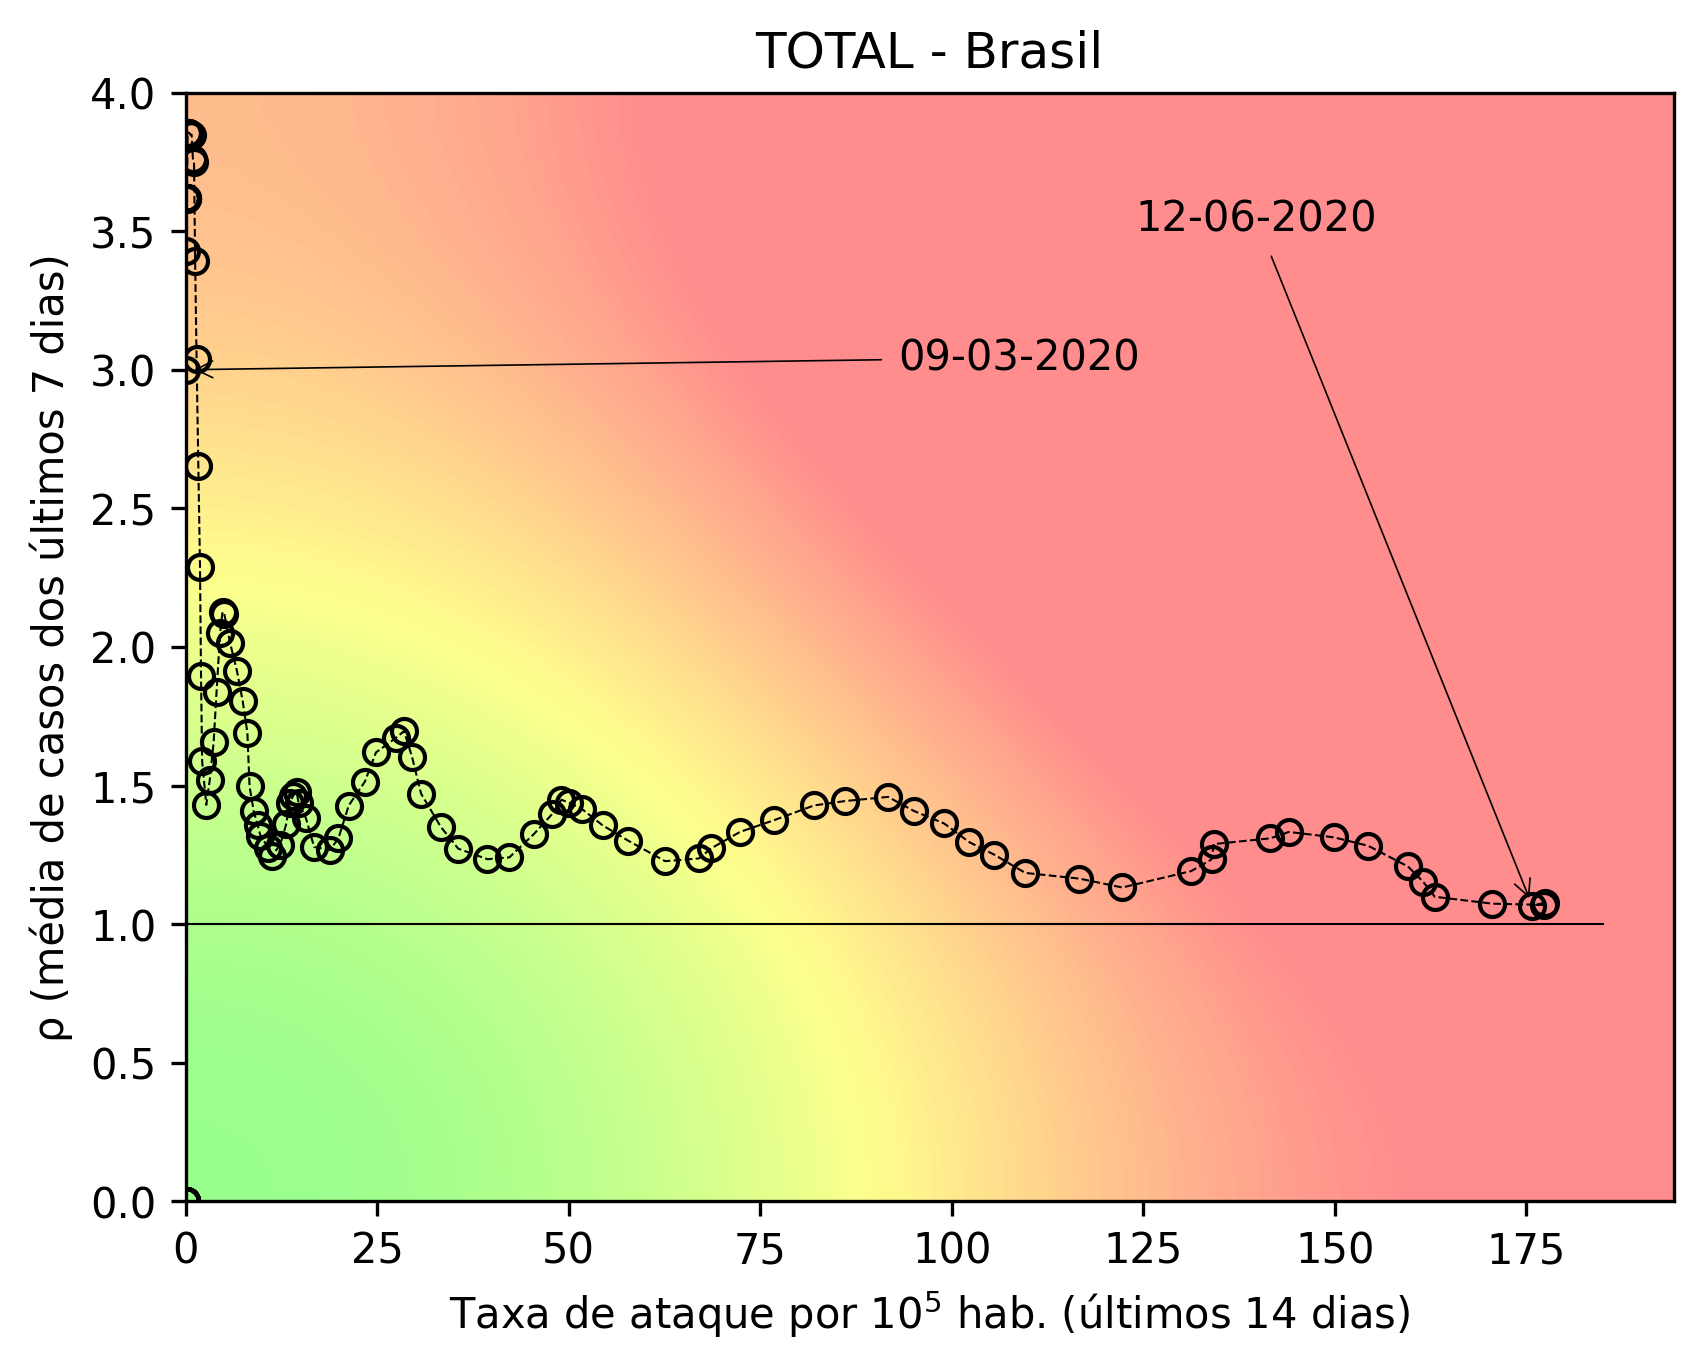 TOTAL - Brasil
4.0
3.5
3.0
2.5
2.0
1.5
1.0
0.5
0.0
ρ (média de casos dos últimos 7 dias)
12-06-2020
09-03-2020
0 25 50 75 100 125 150 175
Taxa de ataque por 10⁵ hab. (últimos 14 dias)